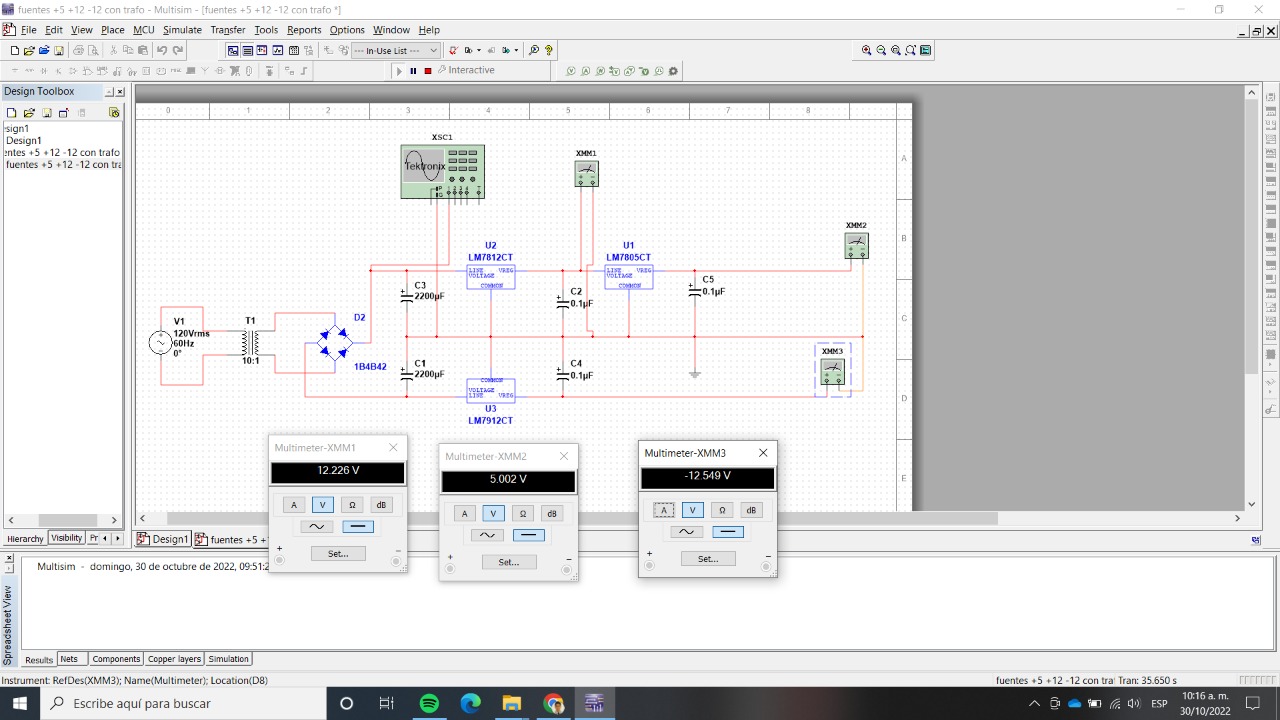 fuentes +5 +12 -12 con trafo - Multisim - [fuentes +5 +12 -12 con trafo *]
File Edit View Place MCU Simulate Transfer Tools Reports Options Window Help
--- In-Use List ---
Interactive
Design Toolbox
esign1
Design1
entes +5 +12 -12 con trafo
fuentes +5 +12 -12 con tra
0 1 2 3 4 5 6 7 8
A
B
C
D
E
XSC1
Tektronix
P
G
1 2 3 4 T
XMM1
XMM2
U2
LM7812CT
LINE VREG
VOLTAGE
COMMON
U1
LM7805CT
LINE VREG
VOLTAGE
COMMON
C3
2200µF
C2
0.1µF
C5
0.1µF
V1
120Vrms
60Hz
0°
T1
10:1
D2
1B4B42
C1
2200µF
C4
0.1µF
COMMON
VOLTAGE
LINE VREG
U3
LM7912CT
XMM3
Multimeter-XMM1
12.226 V
A V Ω dB
Set...
+ −
Multimeter-XMM2
5.002 V
A V Ω dB
Set...
+ −
Multimeter-XMM3
-12.549 V
A V Ω dB
Set...
+ −
Hierarchy Visibility Pr
Design1 fuentes +5 +
Multisim - domingo, 30 de octubre de 2022, 09:51:2
Spreadsheet View
Results Nets Components Copper layers Simulation
Instrument: RefDes(XMM3); Name(Multimeter); Location(D8)
fuentes +5 +12 -12 con tra Tran: 35.650 s
Escribe aquí para buscar
ESP
10:16 a. m.
30/10/2022